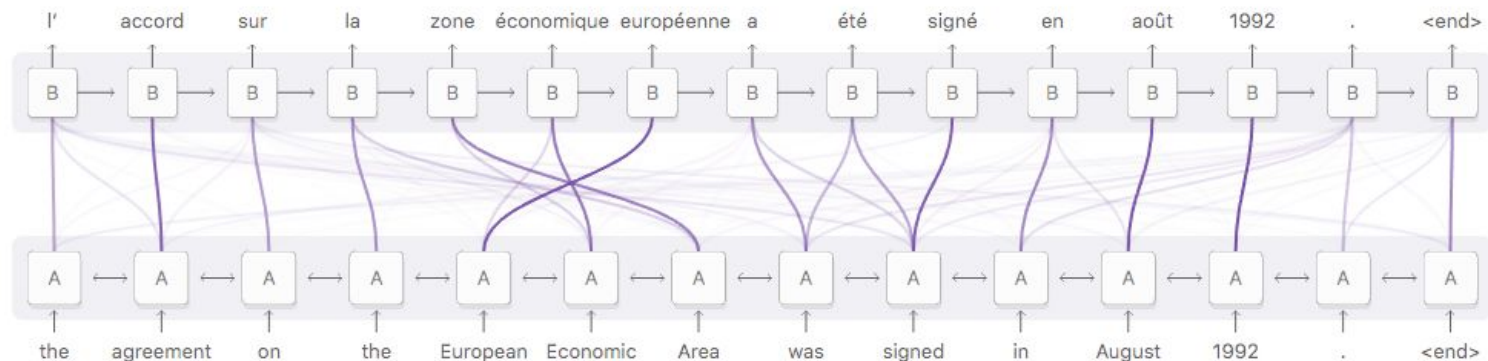 l' accord sur la zone économique européenne a été signé en août 1992 . <end>
B B B B B B B B B B B B B B B
A A A A A A A A A A A A A A
the agreement on the European Economic Area was signed in August 1992 . <end>